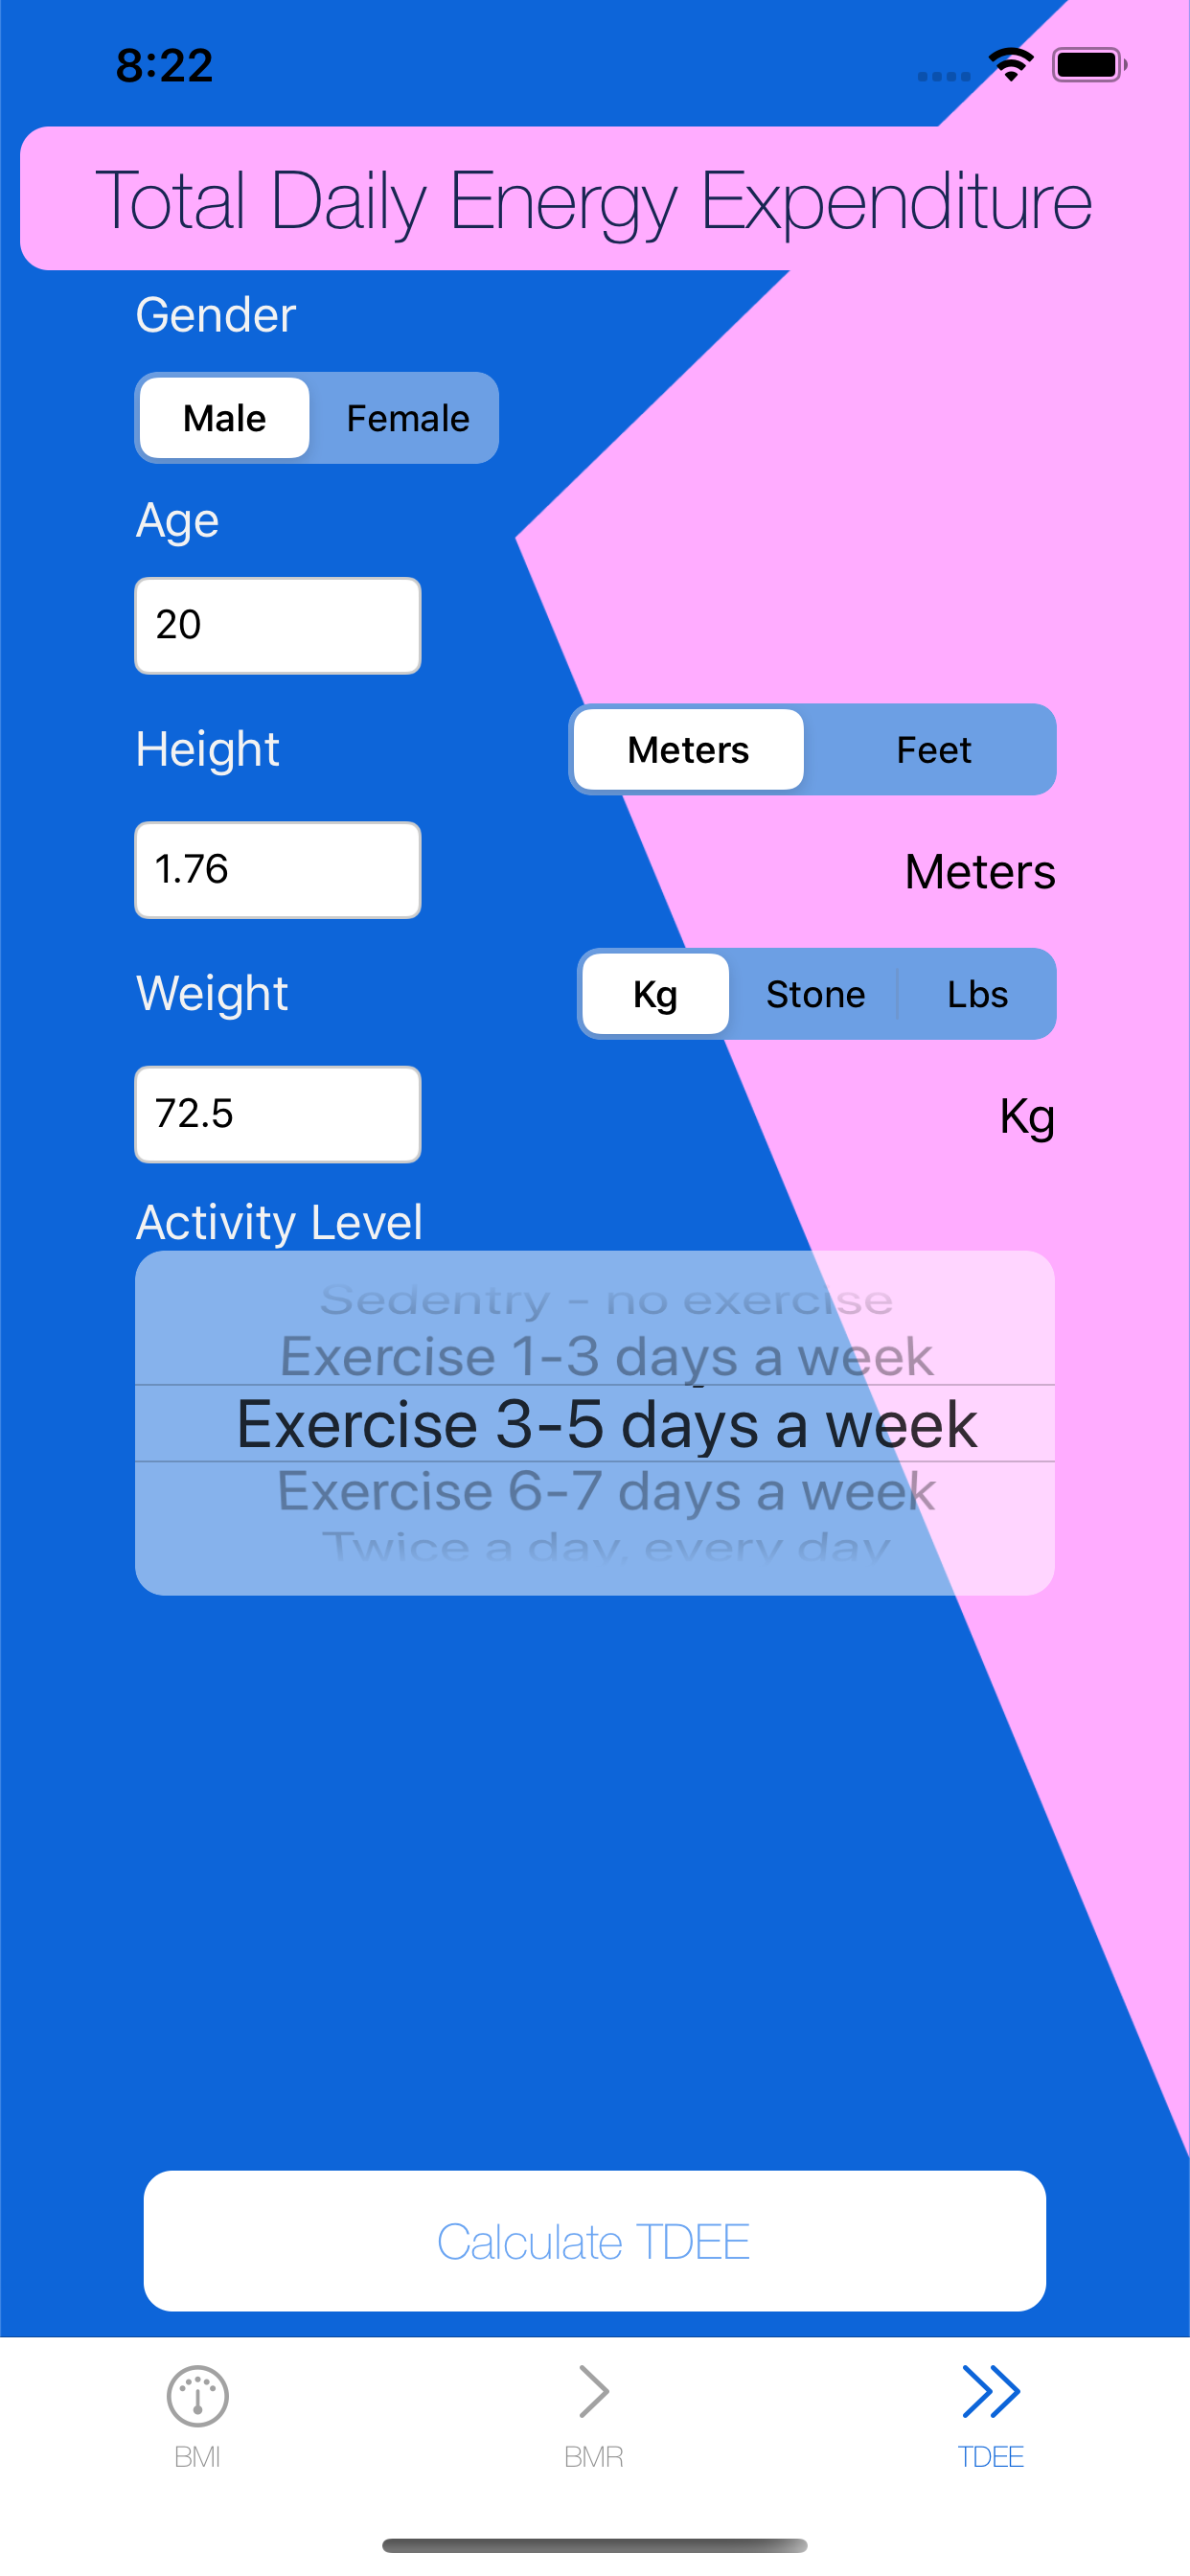 8:22
Total Daily Energy Expenditure
Gender
Male Female
Age
20
Height Meters Feet
1.76 Meters
Weight Kg Stone Lbs
72.5 Kg
Activity Level
Sedentry - no exercise
Exercise 1-3 days a week
Exercise 3-5 days a week
Exercise 6-7 days a week
Twice a day, every day
Calculate TDEE
BMI BMR TDEE